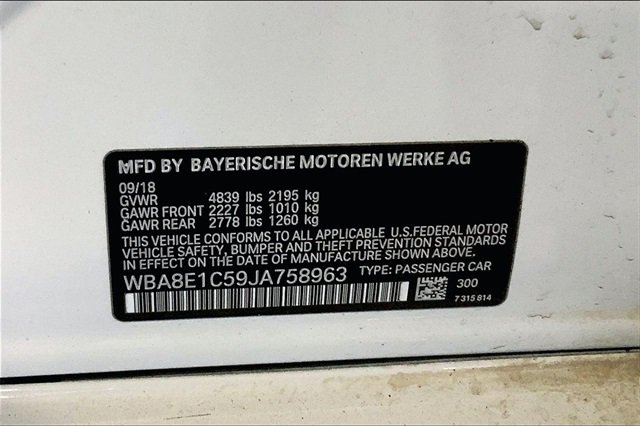 MFD BY BAYERISCHE MOTOREN WERKE AG
09/18
GVWR 4839 lbs 2195 kg
GAWR FRONT 2227 lbs 1010 kg
GAWR REAR 2778 lbs 1260 kg
THIS VEHICLE CONFORMS TO ALL APPLICABLE U.S.FEDERAL MOTOR
VEHICLE SAFETY, BUMPER AND THEFT PREVENTION STANDARDS
IN EFFECT ON THE DATE OF MANUFACTURE SHOWN ABOVE.
WBA8E1C59JA758963 TYPE: PASSENGER CAR
300
7 315 814